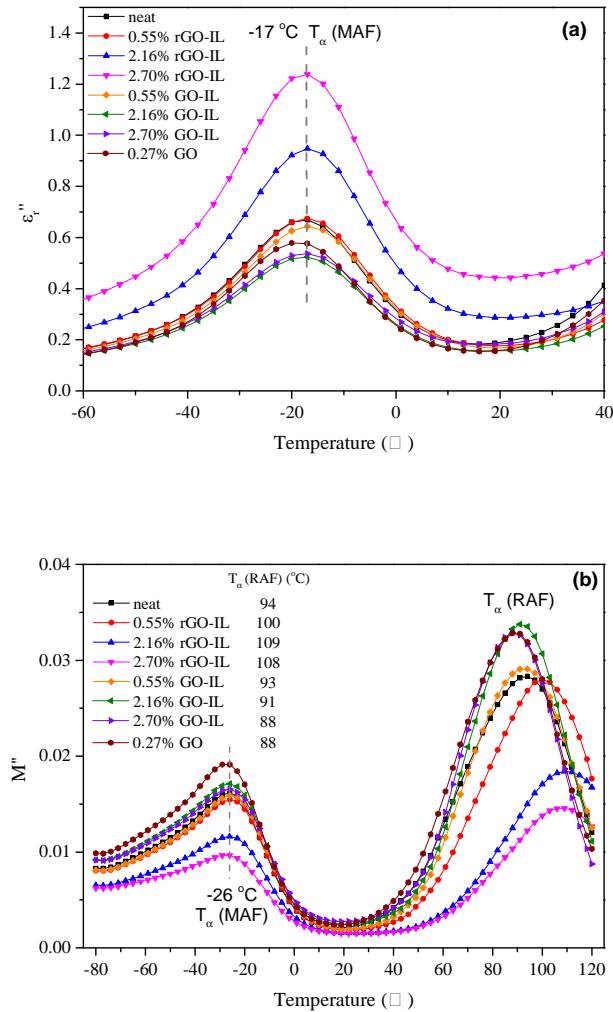 (a)
-17 °C Tα (MAF)
neat
0.55% rGO-IL
2.16% rGO-IL
2.70% rGO-IL
0.55% GO-IL
2.16% GO-IL
2.70% GO-IL
0.27% GO
εr''
1.4
1.2
1.0
0.8
0.6
0.4
0.2
0.0
-60 -40 -20 0 20 40
Temperature (□ )
(b)
Tα (RAF) (°C)
neat 94
0.55% rGO-IL 100
2.16% rGO-IL 109
2.70% rGO-IL 108
0.55% GO-IL 93
2.16% GO-IL 91
2.70% GO-IL 88
0.27% GO 88
Tα (RAF)
-26 °C
Tα (MAF)
M''
0.04
0.03
0.02
0.01
0.00
-80 -60 -40 -20 0 20 40 60 80 100 120
Temperature (□ )